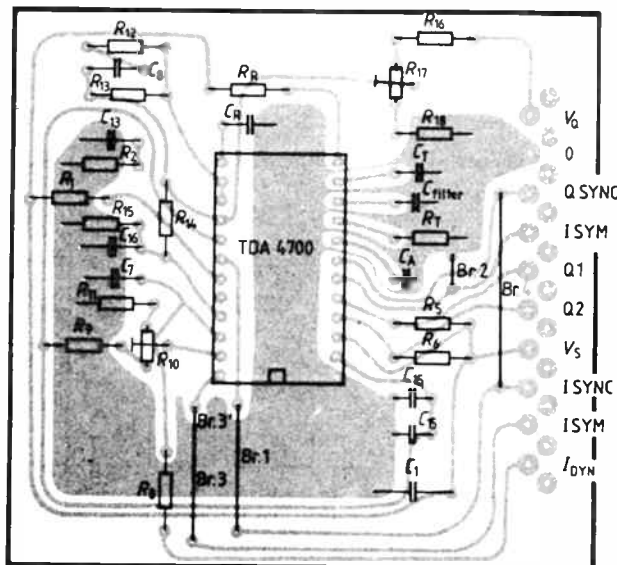 R12
R16
C8
RR
R17
R13
CR
VQ
C13
R18
0
R2
CT
Q SYNC
R1
Cfilter
R15
R14
RT
I SYM
C16
TDA 4700
CA
Br.2
Br
Q1
C7
R11
R5
Q2
R9
R10
R6
VS
I SYNC
Br.3'
C15
I SYM
Br.1
Br.3
C1
IDYN